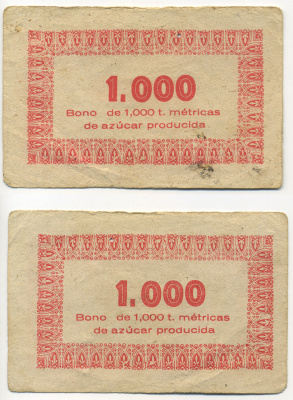 1.000
Bono de 1,000 t. métricas
de azúcar producida
1.000
Bono de 1,000 t. métricas
de azúcar producida